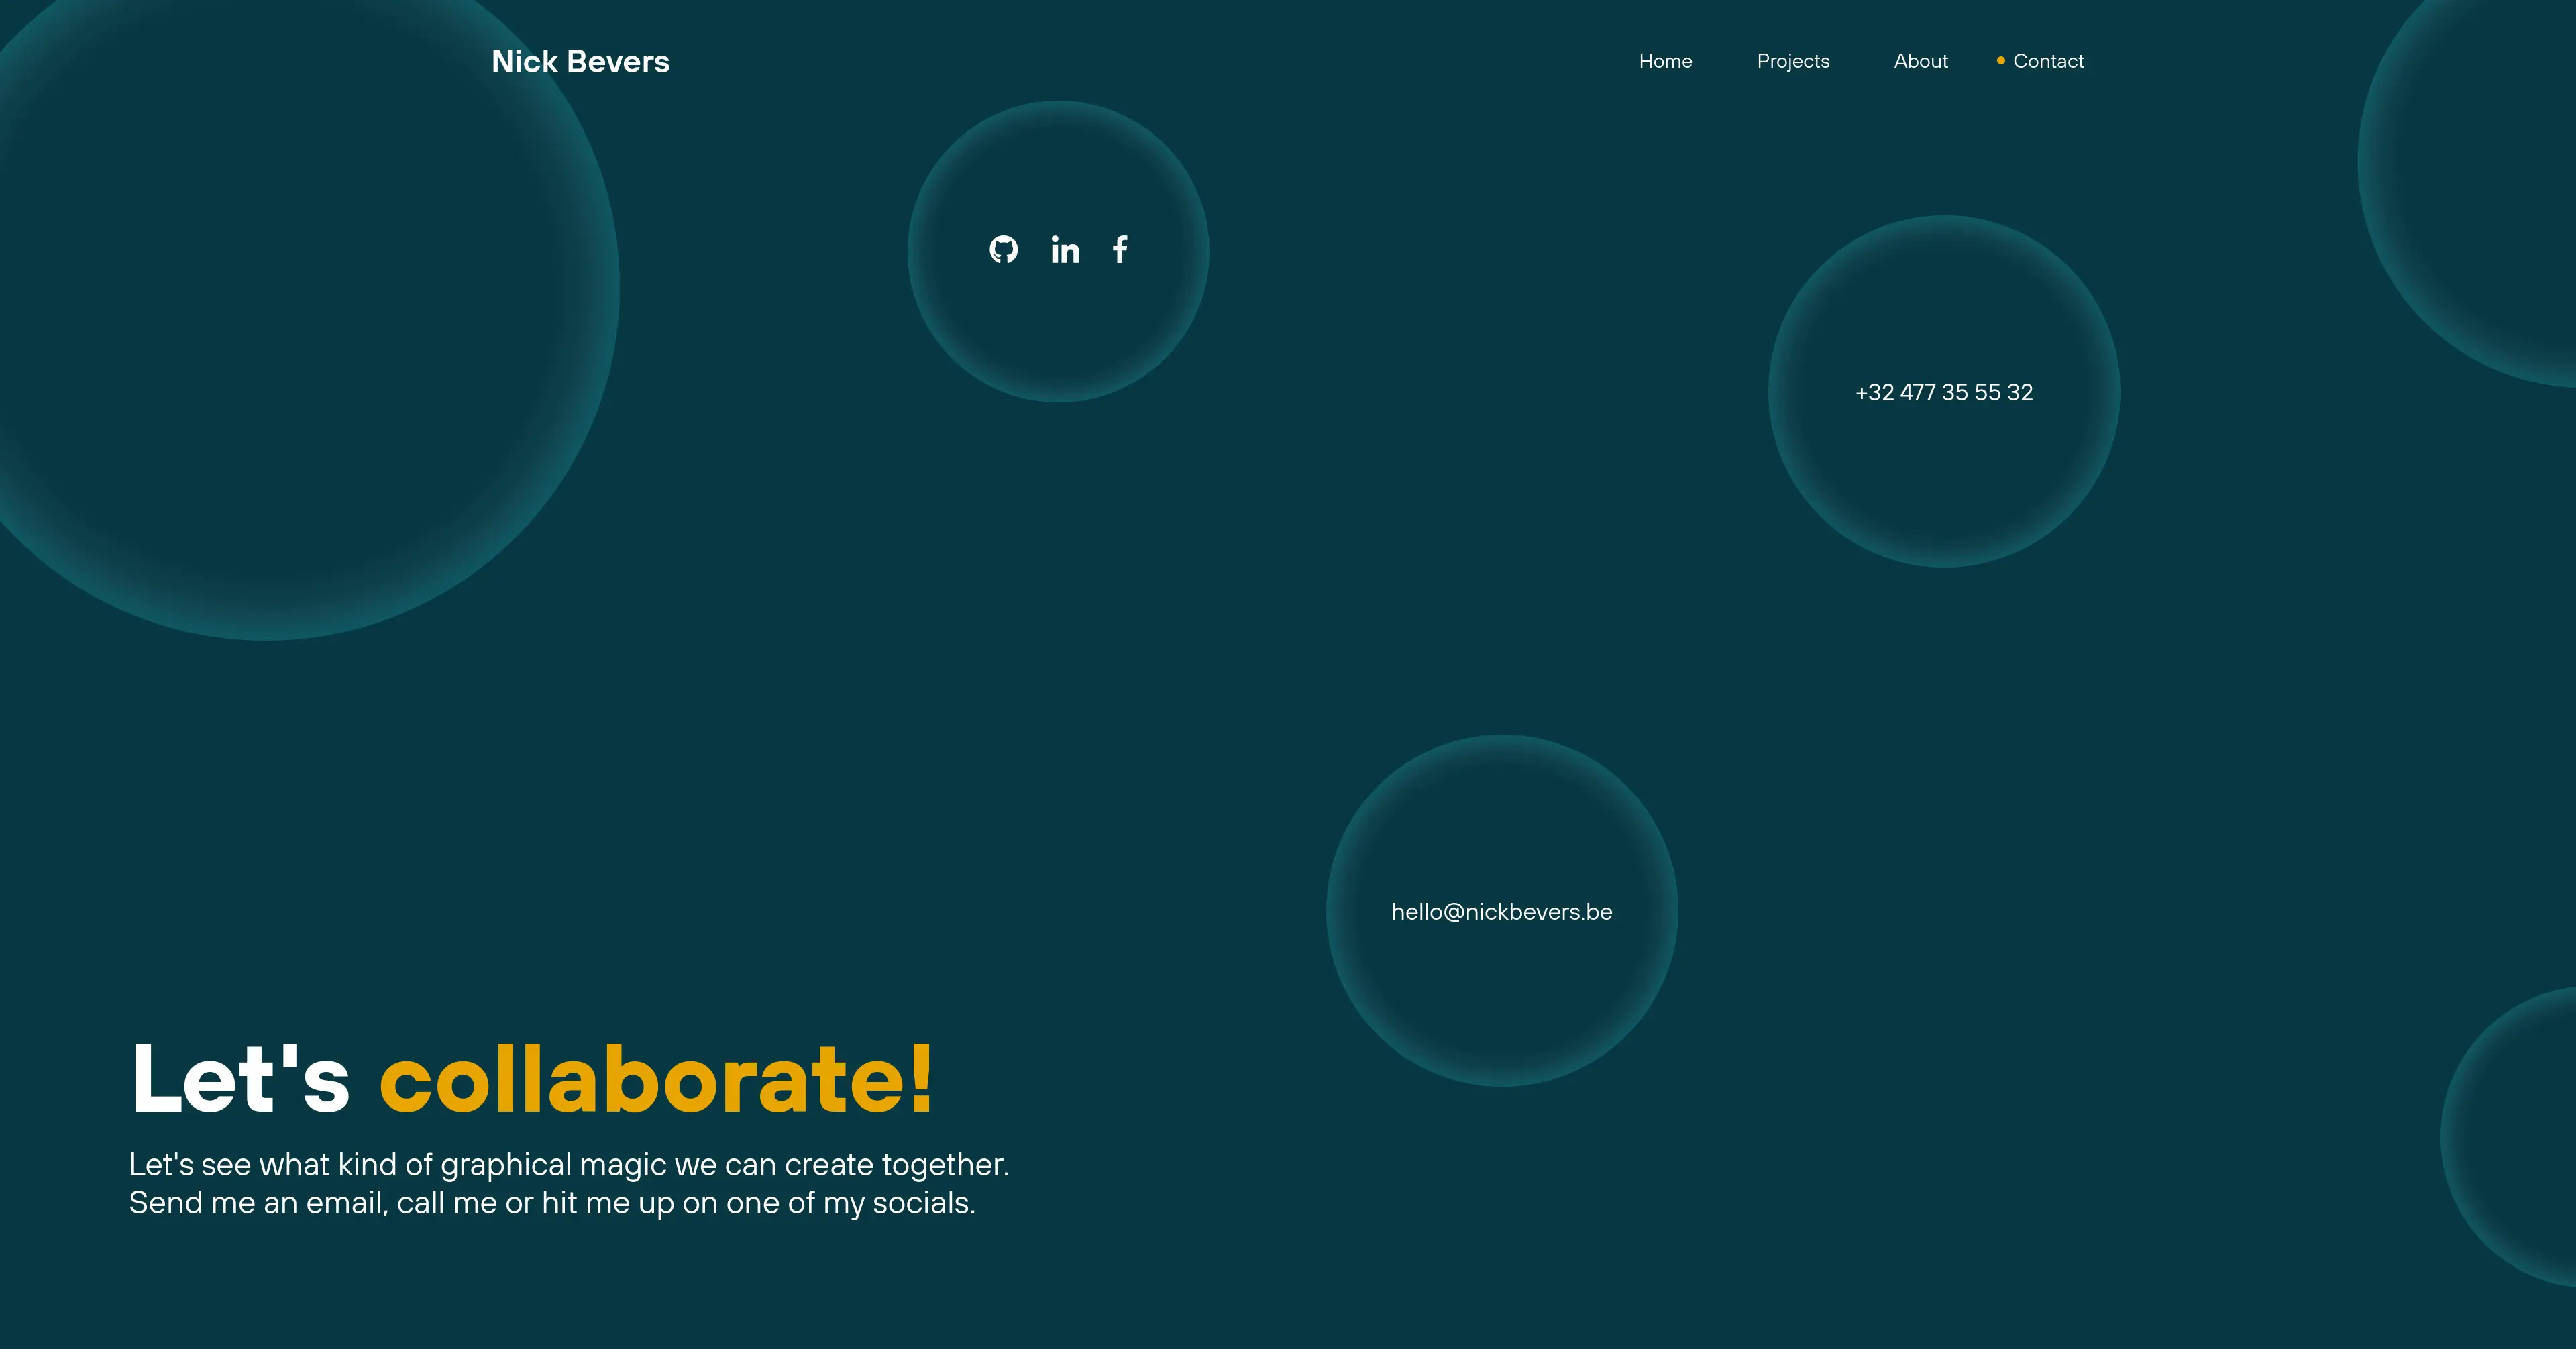 Nick Bevers
Home
Projects
About
Contact
+32 477 35 55 32
hello@nickbevers.be
Let's collaborate!
Let's see what kind of graphical magic we can create together.
Send me an email, call me or hit me up on one of my socials.